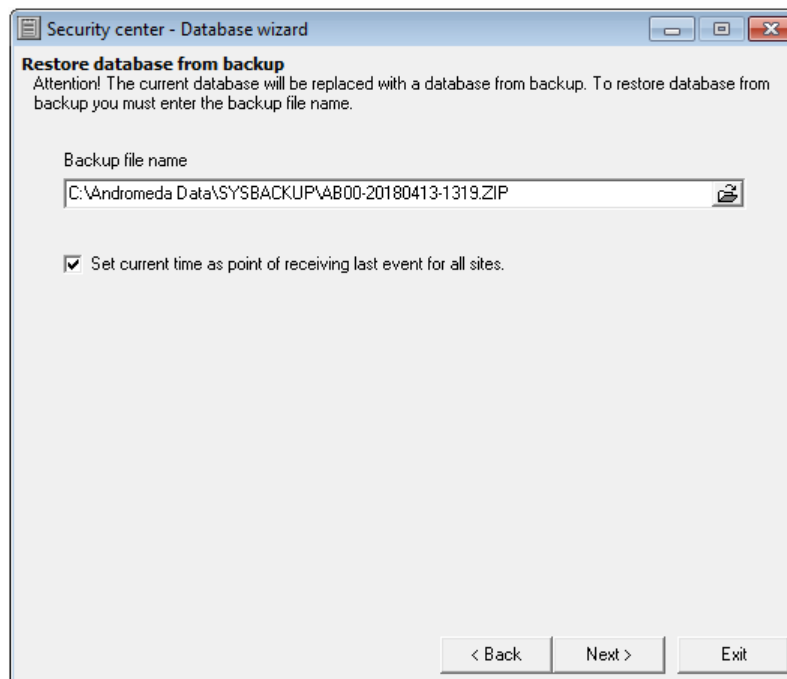 Security center - Database wizard
Restore database from backup
Attention! The current database will be replaced with a database from backup. To restore database from
backup you must enter the backup file name.
Backup file name
C:\Andromeda Data\SYSBACKUP\AB00-20180413-1319.ZIP
Set current time as point of receiving last event for all sites.
< Back Next > Exit